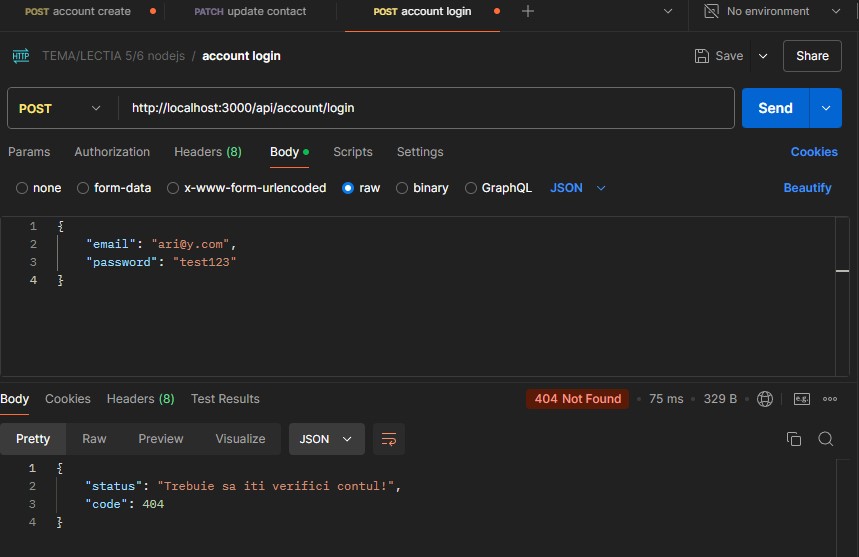 POST account create PATCH update contact POST account login No environment
HTTP TEMA/LECTIA 5/6 nodejs / account login Save Share
POST http://localhost:3000/api/account/login Send
Params Authorization Headers (8) Body Scripts Settings Cookies
none form-data x-www-form-urlencoded raw binary GraphQL JSON Beautify
1 {
2 "email": "ari@y.com",
3 "password": "test123"
4 }
Body Cookies Headers (8) Test Results 404 Not Found 75 ms 329 B e.g.
Pretty Raw Preview Visualize JSON
1 {
2 "status": "Trebuie sa iti verifici contul!",
3 "code": 404
4 }